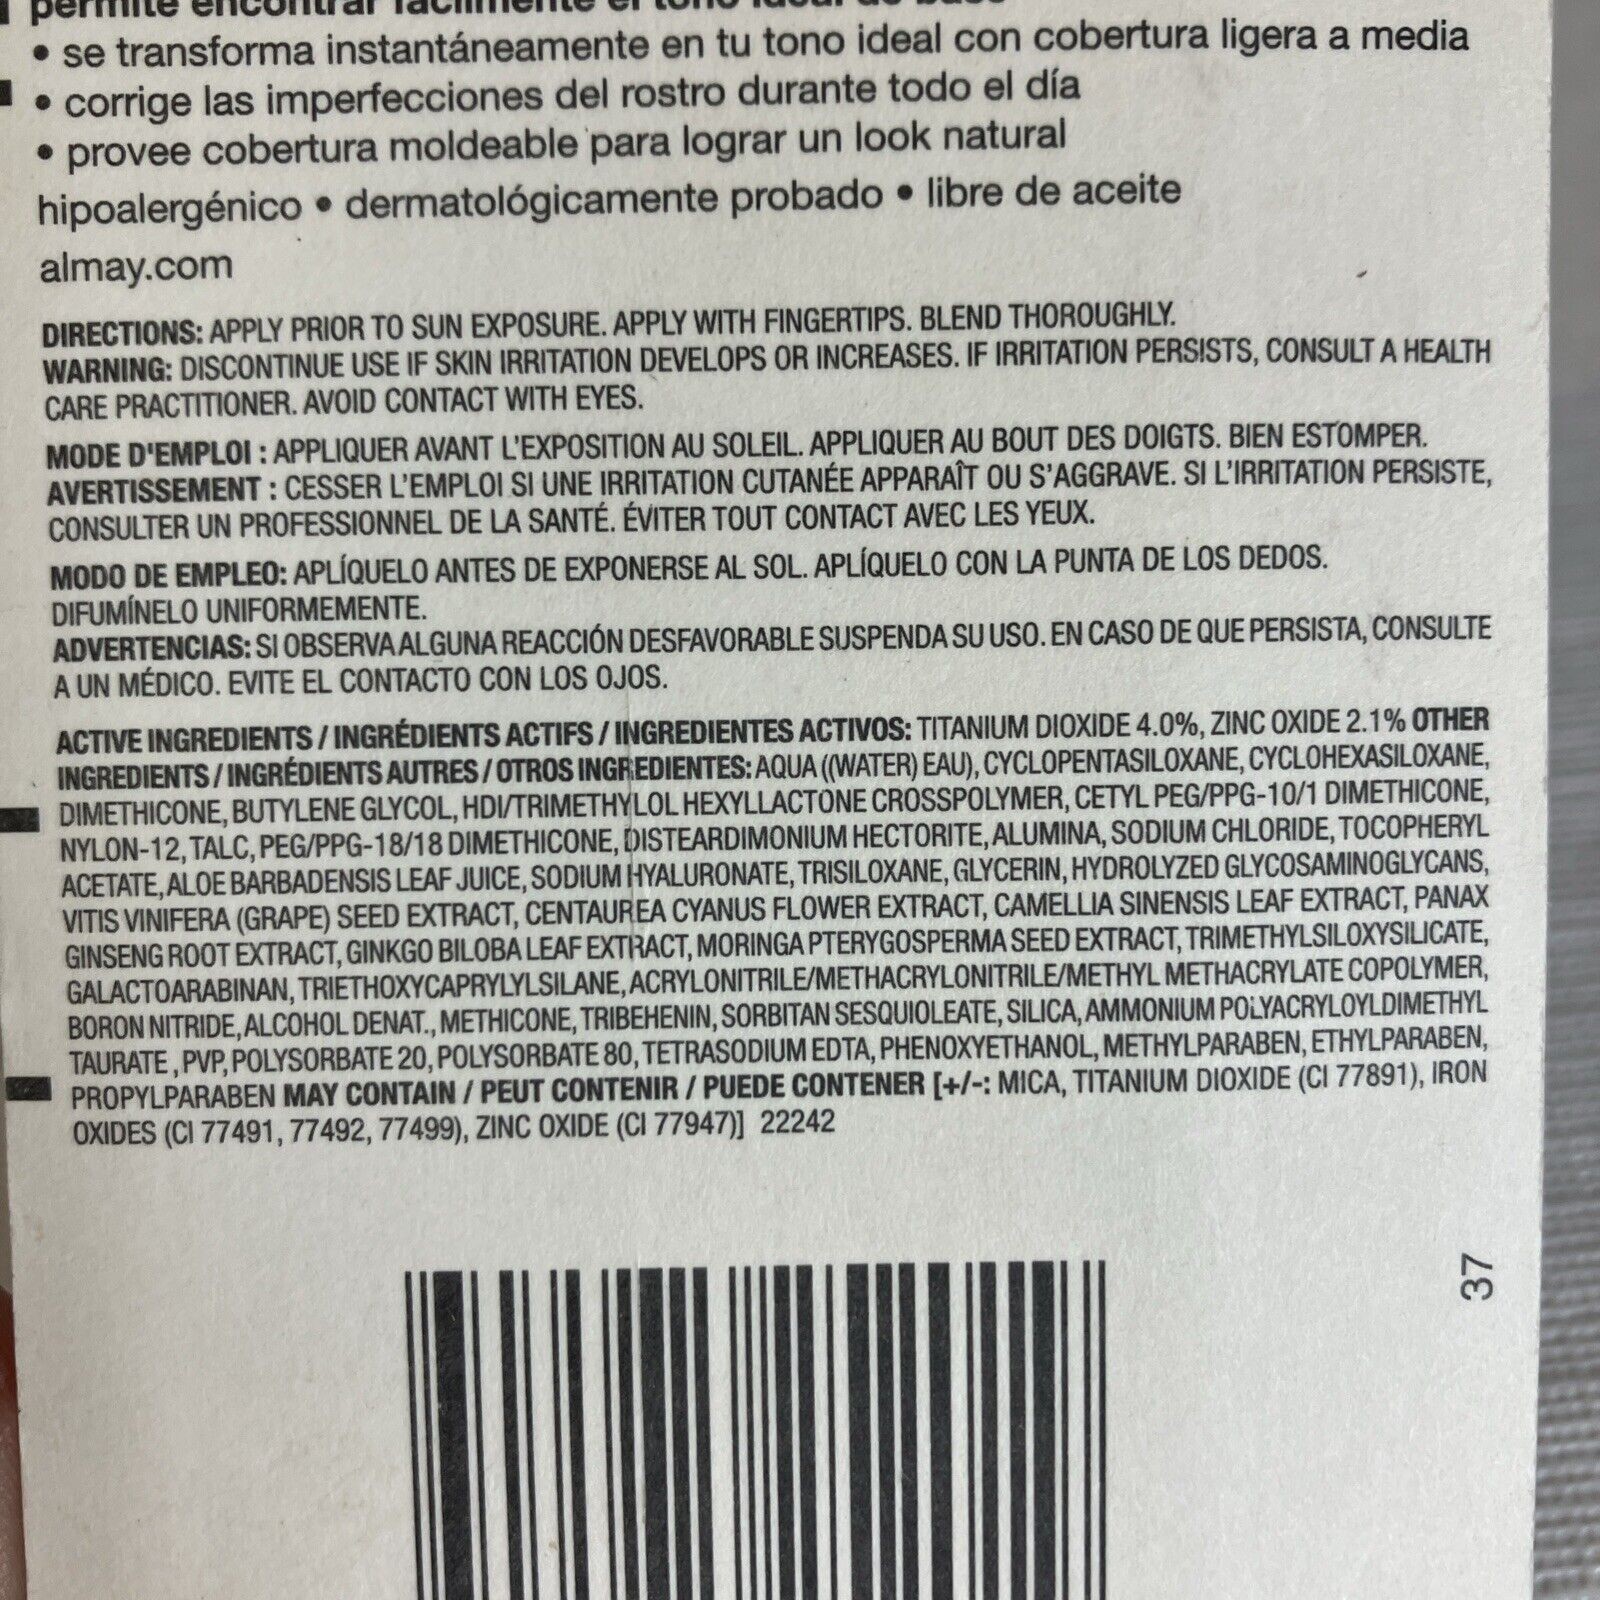 permite encontrar fácilmente el tono ideal de base
• se transforma instantáneamente en tu tono ideal con cobertura ligera a media
• corrige las imperfecciones del rostro durante todo el día
• provee cobertura moldeable para lograr un look natural
hipoalergénico • dermatológicamente probado • libre de aceite
almay.com
DIRECTIONS: APPLY PRIOR TO SUN EXPOSURE. APPLY WITH FINGERTIPS. BLEND THOROUGHLY.
WARNING: DISCONTINUE USE IF SKIN IRRITATION DEVELOPS OR INCREASES. IF IRRITATION PERSISTS, CONSULT A HEALTH
CARE PRACTITIONER. AVOID CONTACT WITH EYES.
MODE D'EMPLOI : APPLIQUER AVANT L'EXPOSITION AU SOLEIL. APPLIQUER AU BOUT DES DOIGTS. BIEN ESTOMPER.
AVERTISSEMENT : CESSER L'EMPLOI SI UNE IRRITATION CUTANÉE APPARAÎT OU S'AGGRAVE. SI L'IRRITATION PERSISTE,
CONSULTER UN PROFESSIONNEL DE LA SANTÉ. ÉVITER TOUT CONTACT AVEC LES YEUX.
MODO DE EMPLEO: APLÍQUELO ANTES DE EXPONERSE AL SOL. APLÍQUELO CON LA PUNTA DE LOS DEDOS.
DIFUMÍNELO UNIFORMEMENTE.
ADVERTENCIAS: SI OBSERVA ALGUNA REACCIÓN DESFAVORABLE SUSPENDA SU USO. EN CASO DE QUE PERSISTA, CONSULTE
A UN MÉDICO. EVITE EL CONTACTO CON LOS OJOS.
ACTIVE INGREDIENTS / INGRÉDIENTS ACTIFS / INGREDIENTES ACTIVOS: TITANIUM DIOXIDE 4.0%, ZINC OXIDE 2.1% OTHER
INGREDIENTS / INGRÉDIENTS AUTRES / OTROS INGREDIENTES: AQUA ((WATER) EAU), CYCLOPENTASILOXANE, CYCLOHEXASILOXANE,
DIMETHICONE, BUTYLENE GLYCOL, HDI/TRIMETHYLOL HEXYLLACTONE CROSSPOLYMER, CETYL PEG/PPG-10/1 DIMETHICONE,
NYLON-12, TALC, PEG/PPG-18/18 DIMETHICONE, DISTEARDIMONIUM HECTORITE, ALUMINA, SODIUM CHLORIDE, TOCOPHERYL
ACETATE, ALOE BARBADENSIS LEAF JUICE, SODIUM HYALURONATE, TRISILOXANE, GLYCERIN, HYDROLYZED GLYCOSAMINOGLYCANS,
VITIS VINIFERA (GRAPE) SEED EXTRACT, CENTAUREA CYANUS FLOWER EXTRACT, CAMELLIA SINENSIS LEAF EXTRACT, PANAX
GINSENG ROOT EXTRACT, GINKGO BILOBA LEAF EXTRACT, MORINGA PTERYGOSPERMA SEED EXTRACT, TRIMETHYLSILOXYSILICATE,
GALACTOARABINAN, TRIETHOXYCAPRYLYLSILANE, ACRYLONITRILE/METHACRYLONITRILE/METHYL METHACRYLATE COPOLYMER,
BORON NITRIDE, ALCOHOL DENAT., METHICONE, TRIBEHENIN, SORBITAN SESQUIOLEATE, SILICA, AMMONIUM POLYACRYLOYLDIMETHYL
TAURATE , PVP, POLYSORBATE 20, POLYSORBATE 80, TETRASODIUM EDTA, PHENOXYETHANOL, METHYLPARABEN, ETHYLPARABEN,
PROPYLPARABEN MAY CONTAIN / PEUT CONTENIR / PUEDE CONTENER [+/-: MICA, TITANIUM DIOXIDE (CI 77891), IRON
OXIDES (CI 77491, 77492, 77499), ZINC OXIDE (CI 77947)] 22242
37